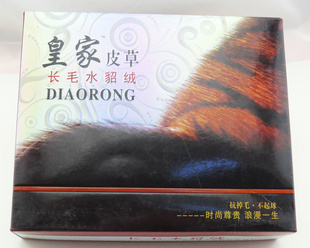 皇家皮草
长毛水貂绒
DIAORONG
抗掉毛·不起球
-----时尚尊贵 浪漫一生